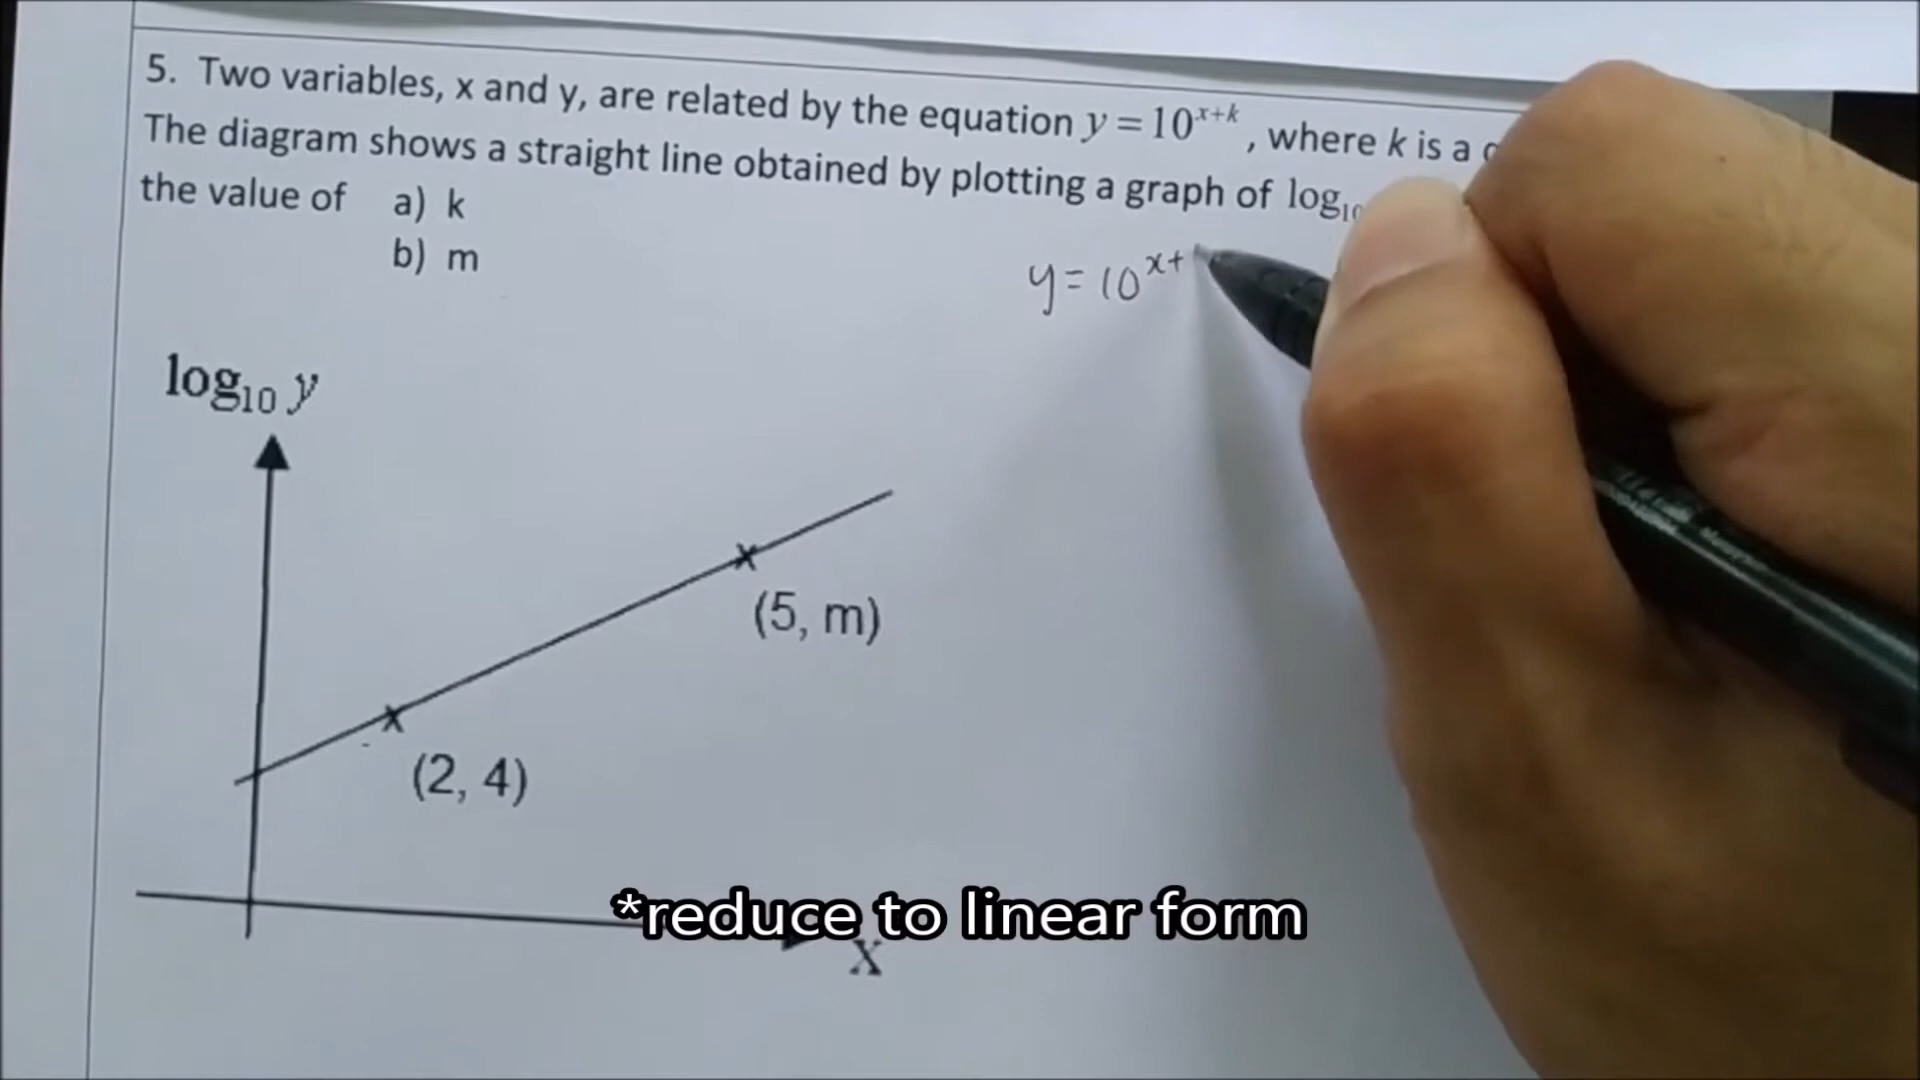 5. Two variables, x and y, are related by the equation y = 10^{x+k}, where k is a
The diagram shows a straight line obtained by plotting a graph of log₁₀
the value of a) k
b) m
y = 10^{x+
log₁₀ y
(5, m)
(2, 4)
*reduce to linear form
X